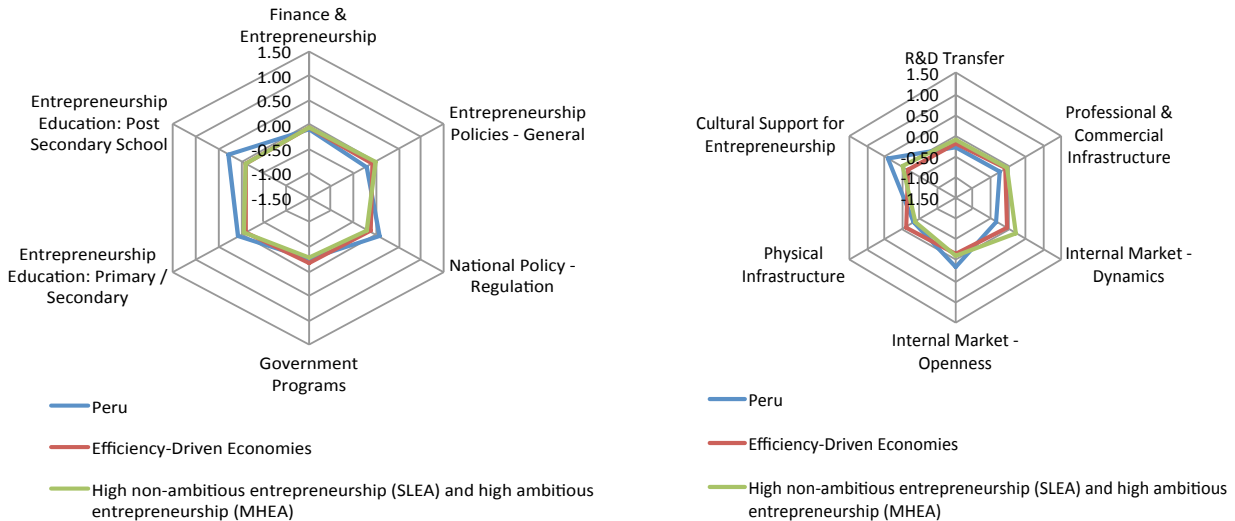 Finance &
Entrepreneurship
1.50
1.00
0.50
0.00
-0.50
-1.00
-1.50
Entrepreneurship
Policies - General
National Policy -
Regulation
Government
Programs
Entrepreneurship
Education: Primary /
Secondary
Entrepreneurship
Education: Post
Secondary School
Peru
Efficiency-Driven Economies
High non-ambitious entrepreneurship (SLEA) and high ambitious
entrepreneurship (MHEA)
R&D Transfer
1.50
1.00
0.50
0.00
-0.50
-1.00
-1.50
Professional &
Commercial
Infrastructure
Internal Market -
Dynamics
Internal Market -
Openness
Physical
Infrastructure
Cultural Support for
Entrepreneurship
Peru
Efficiency-Driven Economies
High non-ambitious entrepreneurship (SLEA) and high ambitious
entrepreneurship (MHEA)